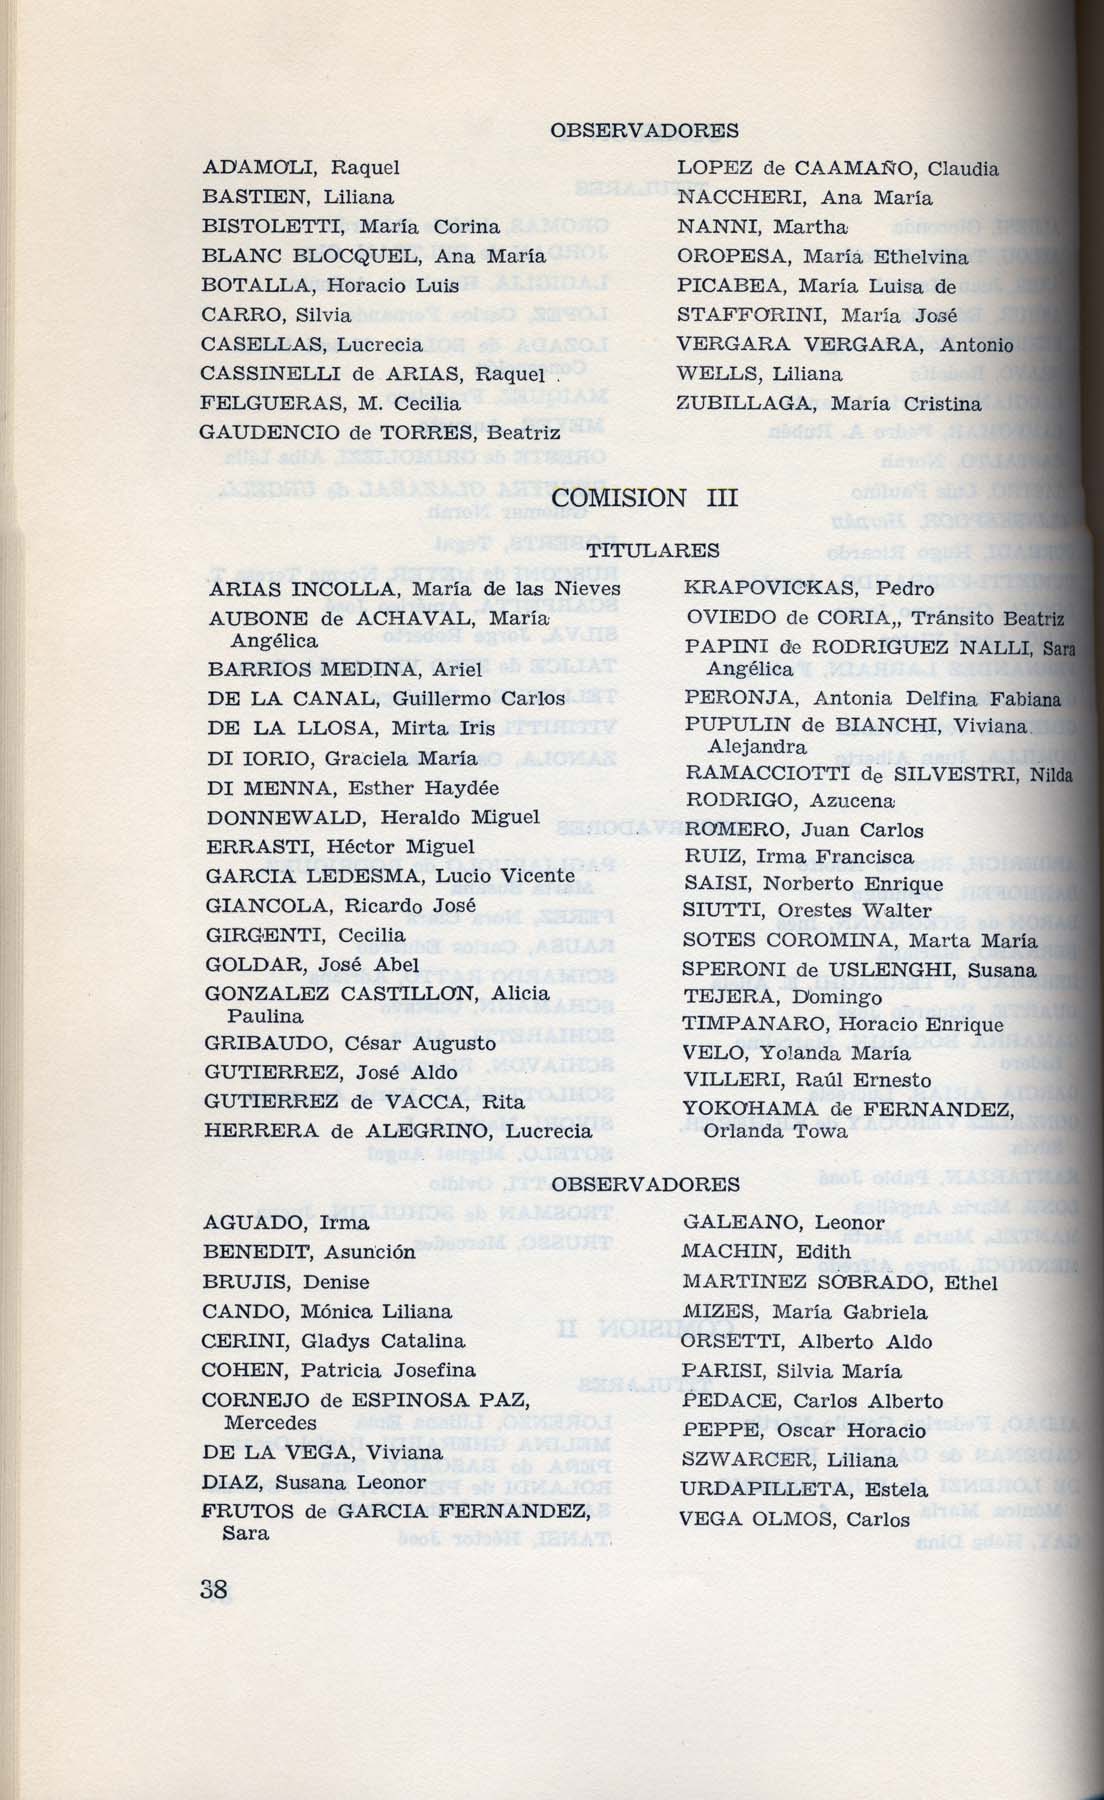 OBSERVADORES
ADAMOLI, Raquel
BASTIEN, Liliana
BISTOLETTI, María Corina
BLANC BLOCQUEL, Ana María
BOTALLA, Horacio Luis
CARRO, Silvia
CASELLAS, Lucrecia
CASSINELLI de ARIAS, Raquel .
FELGUERAS, M. Cecilia
GAUDENCIO de TORRES, Beatriz
LOPEZ de CAAMAÑO, Claudia
NACCHERI, Ana María
NANNI, Martha
OROPESA, María Ethelvina
PICABEA, María Luisa de
STAFFORINI, María José
VERGARA VERGARA, Antonio
WELLS, Liliana
ZUBILLAGA, María Cristina
COMISION III
TITULARES
ARIAS INCOLLA, María de las Nieves
AUBONE de ACHAVAL, María
Angélica
BARRIOS MEDINA, Ariel
DE LA CANAL, Guillermo Carlos
DE LA LLOSA, Mirta Iris
DI IORIO, Graciela María
DI MENNA, Esther Haydée
DONNEWALD, Heraldo Miguel
ERRASTI, Héctor Miguel
GARCIA LEDESMA, Lucio Vicente
GIANCOLA, Ricardo José
GIRGENTI, Cecilia
GOLDAR, José Abel
GONZALEZ CASTILLON, Alicia
Paulina
GRIBAUDO, César Augusto
GUTIERREZ, José Aldo
GUTIERREZ de VACCA, Rita
HERRERA de ALEGRINO, Lucrecia
KRAPOVICKAS, Pedro
OVIEDO de CORIA,, Tránsito Beatriz
PAPINI de RODRIGUEZ NALLI, Sara
Angélica
PERONJA, Antonia Delfina Fabiana
PUPULIN de BIANCHI, Viviana
Alejandra
RAMACCIOTTI de SILVESTRI, Nilda
RODRIGO, Azucena
ROMERO, Juan Carlos
RUIZ, Irma Francisca
SAISI, Norberto Enrique
SIUTTI, Orestes Walter
SOTES COROMINA, Marta María
SPERONI de USLENGHI, Susana
TEJERA, Domingo
TIMPANARO, Horacio Enrique
VELO, Yolanda María
VILLERI, Raúl Ernesto
YOKOHAMA de FERNANDEZ,
Orlanda Towa
OBSERVADORES
AGUADO, Irma
BENEDIT, Asunción
BRUJIS, Denise
CANDO, Mónica Liliana
CERINI, Gladys Catalina
COHEN, Patricia Josefina
CORNEJO de ESPINOSA PAZ,
Mercedes
DE LA VEGA, Viviana
DIAZ, Susana Leonor
FRUTOS de GARCIA FERNANDEZ,
Sara
GALEANO, Leonor
MACHIN, Edith
MARTINEZ SOBRADO, Ethel
MIZES, María Gabriela
ORSETTI, Alberto Aldo
PARISI, Silvia María
PEDACE, Carlos Alberto
PEPPE, Oscar Horacio
SZWARCER, Liliana
URDAPILLETA, Estela
VEGA OLMOS, Carlos
38